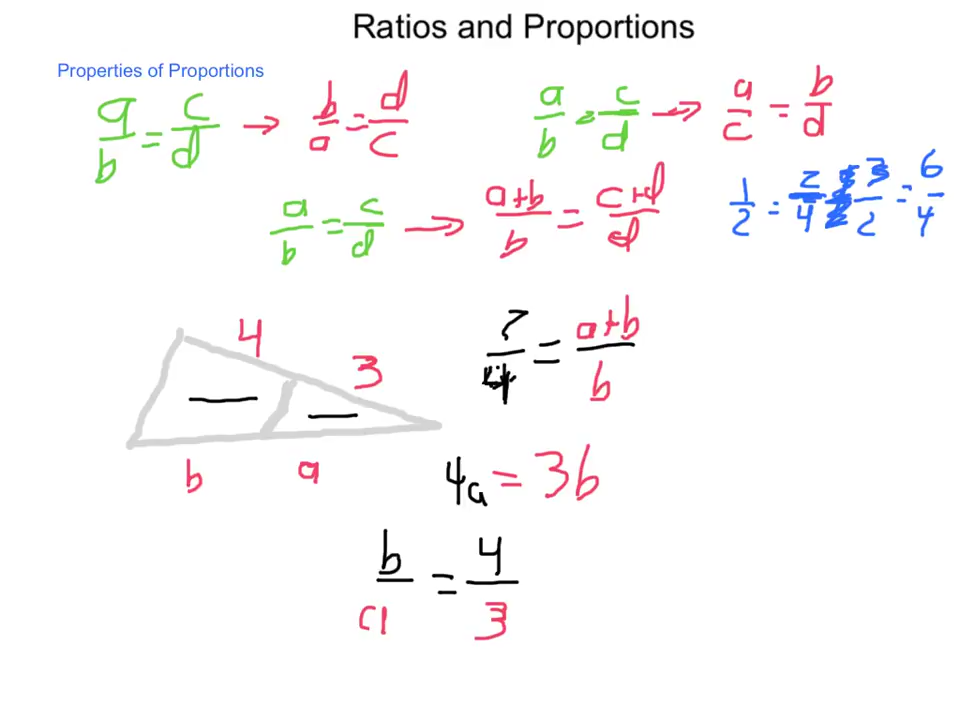 Ratios and Proportions
Properties of Proportions
a/b = c/d → b/a = d/c
a/b = c/d → a/c = b/d
a/b = c/d → a+b/b = c+d/d
1/2 = 2/4 3/2 = 6/4
4
3
b
a
?/4 = a+b/b
4a = 3b
b/a = 4/3